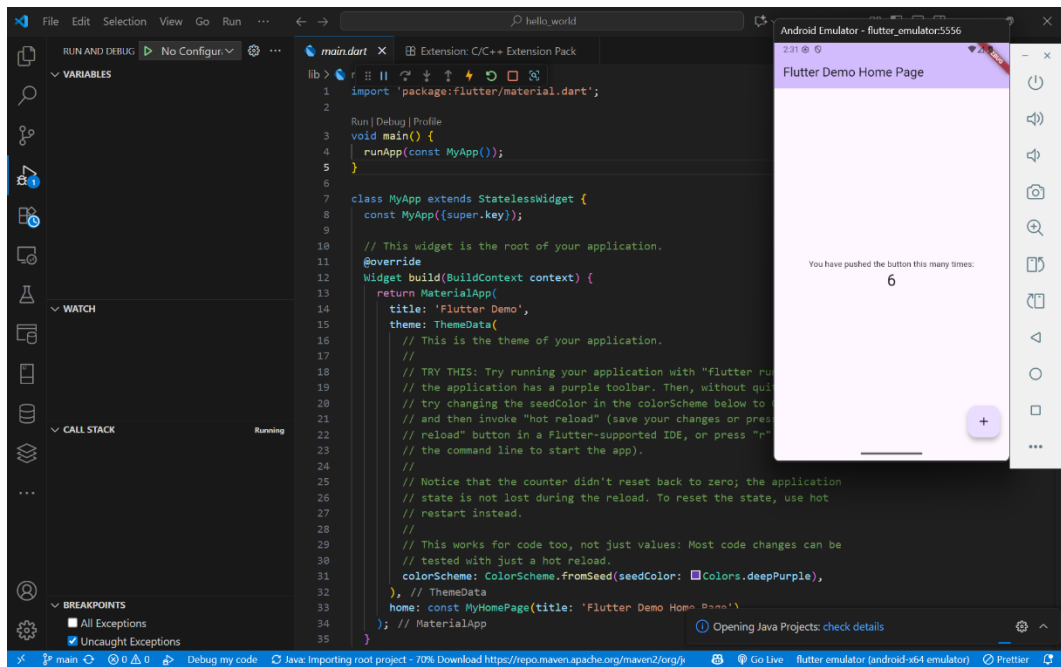 File Edit Selection View Go Run ···
hello_world
RUN AND DEBUG No Configur
VARIABLES
WATCH
CALL STACK
Running
BREAKPOINTS
All Exceptions
Uncaught Exceptions
main.dart
Extension: C/C++ Extension Pack
lib >
1 import 'package:flutter/material.dart';
2
Run | Debug | Profile
3 void main() {
4 runApp(const MyApp());
5 }
6
7 class MyApp extends StatelessWidget {
8 const MyApp({super.key});
9
10 // This widget is the root of your application.
11 @override
12 Widget build(BuildContext context) {
13 return MaterialApp(
14 title: 'Flutter Demo',
15 theme: ThemeData(
16 // This is the theme of your application.
17 //
18 // TRY THIS: Try running your application with "flutter ru
19 // the application has a purple toolbar. Then, without qui
20 // try changing the seedColor in the colorScheme below to
21 // and then invoke "hot reload" (save your changes or pres
22 // reload" button in a Flutter-supported IDE, or press "r"
23 // the command line to start the app).
24 //
25 // Notice that the counter didn't reset back to zero; the application
26 // state is not lost during the reload. To reset the state, use hot
27 // restart instead.
28 //
29 // This works for code too, not just values: Most code changes can be
30 // tested with just a hot reload.
31 colorScheme: ColorScheme.fromSeed(seedColor: Colors.deepPurple),
32 ), // ThemeData
33 home: const MyHomePage(title: 'Flutter Demo Home Page')
34 ); // MaterialApp
35 }
Android Emulator - flutter_emulator:5556
2:31
Flutter Demo Home Page
You have pushed the button this many times:
6
+
Opening Java Projects: check details
main 0 0 Debug my code Java: Importing root project - 70% Download https://repo.maven.apache.org/maven2/org/j Go Live flutter emulator (android-x64 emulator) Prettier